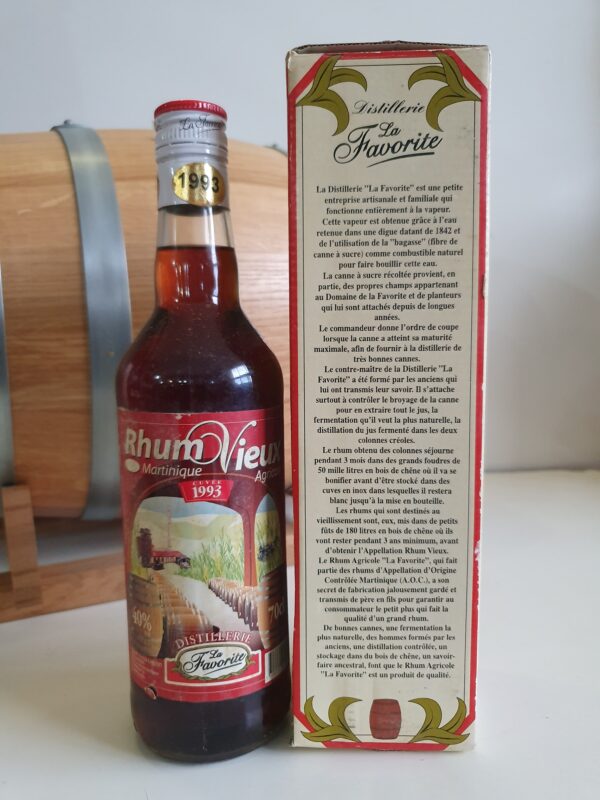 La Favorite
1993
Rhum Vieux
Martinique
Agricole
CUVÉE
1993
40%
70cl
DISTILLERIE
La
Favorite
Distillerie
La
Favorite
La Distillerie "La Favorite" est une petite
entreprise artisanale et familiale qui
fonctionne entièrement à la vapeur.
Cette vapeur est obtenue grâce à l'eau
retenue dans une digue datant de 1842 et
de l'utilisation de la "bagasse" (fibre de
canne à sucre) comme combustible naturel
pour faire bouillir cette eau.
La canne à sucre récoltée provient, en
partie, des propres champs appartenant
au Domaine de la Favorite et de planteurs
qui lui sont attachés depuis de longues
années.
Le commandeur donne l'ordre de coupe
lorsque la canne a atteint sa maturité
maximale, afin de fournir à la distillerie de
très bonnes cannes.
Le contre-maître de la Distillerie "La
Favorite" a été formé par les anciens qui
lui ont transmis leur savoir. Il s'attache
surtout à contrôler le broyage de la canne
pour en extraire tout le jus, la
fermentation qu'il veut la plus naturelle, la
distillation du jus fermenté dans les deux
colonnes créoles.
Le rhum obtenu des colonnes séjourne
pendant 3 mois dans des grands foudres de
50 mille litres en bois de chêne où il va se
bonifier avant d'être stocké dans des
cuves en inox dans lesquelles il restera
blanc jusqu'à la mise en bouteille.
Les rhums qui sont destinés au
vieillissement sont, eux, mis dans de petits
fûts de 180 litres en bois de chêne où ils
vont rester pendant 3 ans minimum, avant
d'obtenir l'Appellation Rhum Vieux.
Le Rhum Agricole "La Favorite", qui fait
partie des rhums d'Appellation d'Origine
Contrôlée Martinique (A.O.C.), a son
secret de fabrication jalousement gardé et
transmis de père en fils pour garantir au
consommateur le petit plus qui fait la
qualité d'un grand rhum.
De bonnes cannes, une fermentation la
plus naturelle, des hommes formés par les
anciens, une distillation contrôlée, un
stockage dans du bois de chêne, un savoir-
faire ancestral, font que le Rhum Agricole
"La Favorite" est un produit de qualité.